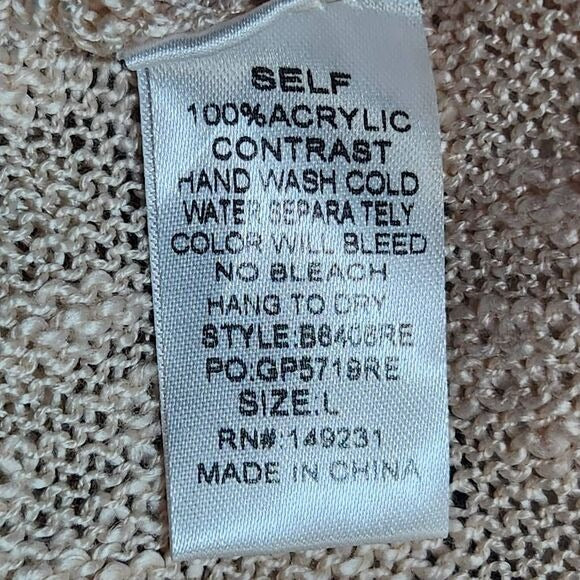 SELF
100%ACRYLIC
CONTRAST
HAND WASH COLD
WATER SEPARA TELY
COLOR WILL BLEED
NO BLEACH
HANG TO DRY
STYLE:B6408RE
PO.GP5719RE
SIZE:L
RN#:149231
MADE IN CHINA